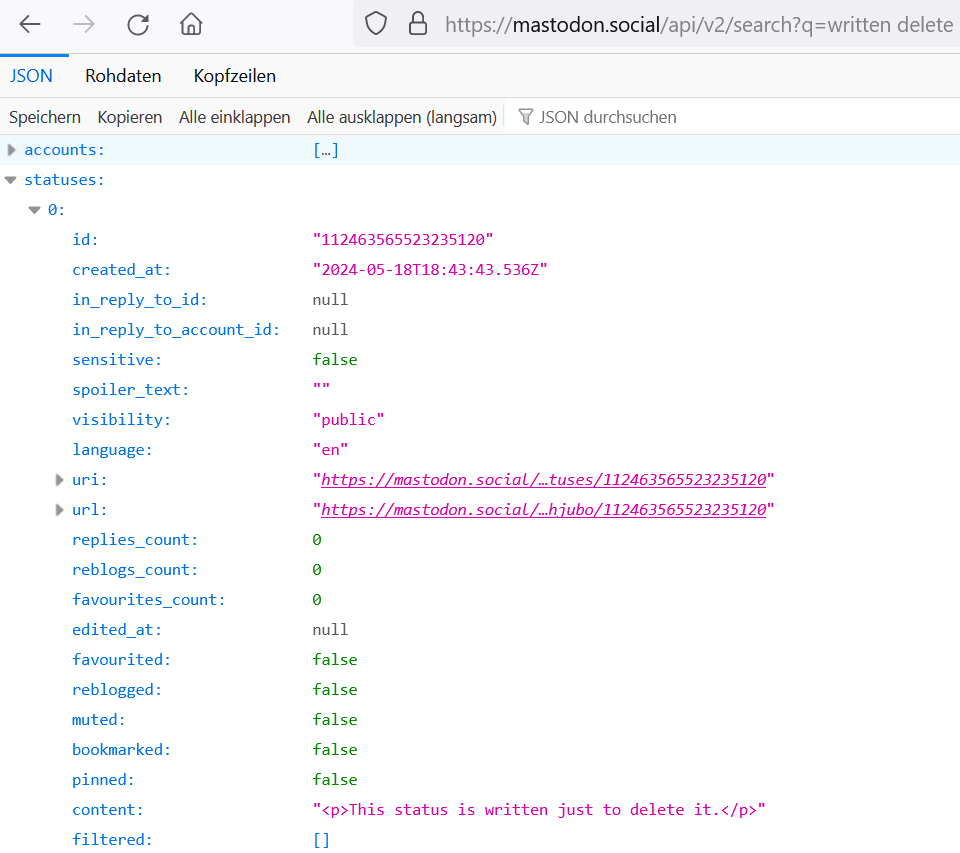 https://mastodon.social/api/v2/search?q=written delete
JSON Rohdaten Kopfzeilen
Speichern Kopieren Alle einklappen Alle ausklappen (langsam) JSON durchsuchen
accounts: […]
statuses:
0:
id: "112463565523235120"
created_at: "2024-05-18T18:43:43.536Z"
in_reply_to_id: null
in_reply_to_account_id: null
sensitive: false
spoiler_text: ""
visibility: "public"
language: "en"
uri: "https://mastodon.social/…tuses/112463565523235120"
url: "https://mastodon.social/…hjubo/112463565523235120"
replies_count: 0
reblogs_count: 0
favourites_count: 0
edited_at: null
favourited: false
reblogged: false
muted: false
bookmarked: false
pinned: false
content: "<p>This status is written just to delete it.</p>"
filtered: []